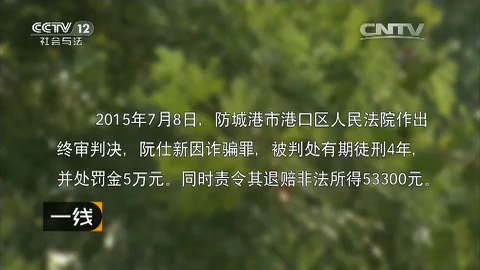 CCTV 12
社会与法
CNTV
2015年7月8日，防城港市港口区人民法院作出
终审判决，阮仕新因诈骗罪，被判处有期徒刑4年，
并处罚金5万元。同时责令其退赔非法所得53300元。
一线